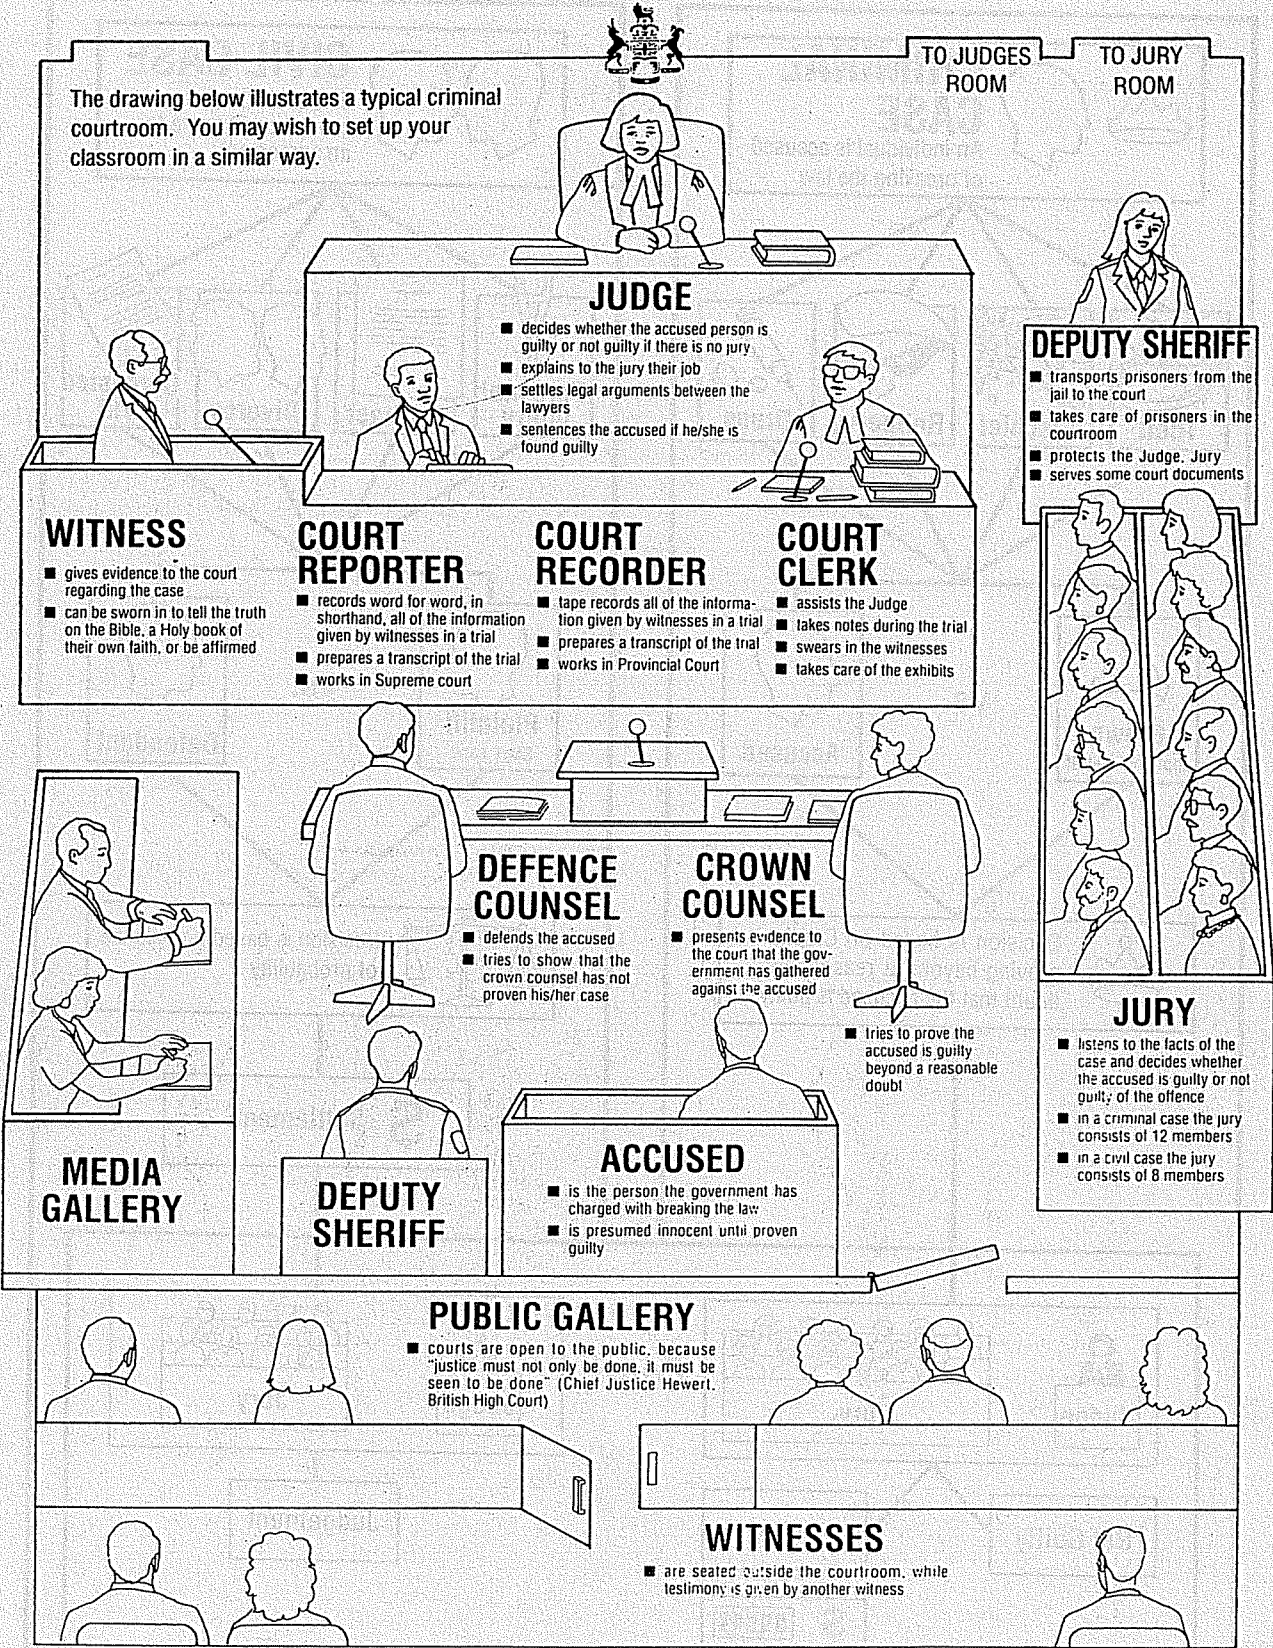 TO JUDGES
ROOM
TO JURY
ROOM
The drawing below illustrates a typical criminal
courtroom. You may wish to set up your
classroom in a similar way.
JUDGE
■ decides whether the accused person is
guilty or not guilty if there is no jury
■ explains to the jury their job
■ settles legal arguments between the
lawyers
■ sentences the accused if he/she is
found guilty
DEPUTY SHERIFF
■ transports prisoners from the
jail to the court
■ takes care of prisoners in the
courtroom
■ protects the Judge, Jury
■ serves some court documents
WITNESS
■ gives evidence to the court
regarding the case
■ can be sworn in to tell the truth
on the Bible, a Holy book of
their own faith, or be affirmed
COURT
REPORTER
■ records word for word, in
shorthand, all of the information
given by witnesses in a trial
■ prepares a transcript of the trial
■ works in Supreme court
COURT
RECORDER
■ tape records all of the informa-
tion given by witnesses in a trial
■ prepares a transcript of the trial
■ works in Provincial Court
COURT
CLERK
■ assists the Judge
■ takes notes during the trial
■ swears in the witnesses
■ takes care of the exhibits
DEFENCE
COUNSEL
■ defends the accused
■ tries to show that the
crown counsel has not
proven his/her case
CROWN
COUNSEL
■ presents evidence to
the court that the gov-
ernment has gathered
against the accused
■ tries to prove the
accused is guilty
beyond a reasonable
doubt
JURY
■ listens to the facts of the
case and decides whether
the accused is guilty or not
guilty of the offence
■ in a criminal case the jury
consists of 12 members
■ in a civil case the jury
consists of 8 members
MEDIA
GALLERY
DEPUTY
SHERIFF
ACCUSED
■ is the person the government has
charged with breaking the law
■ is presumed innocent until proven
guilty
PUBLIC GALLERY
■ courts are open to the public, because
"justice must not only be done, it must be
seen to be done" (Chief Justice Hewert,
British High Court)
WITNESSES
■ are seated outside the courtroom, while
testimony is given by another witness